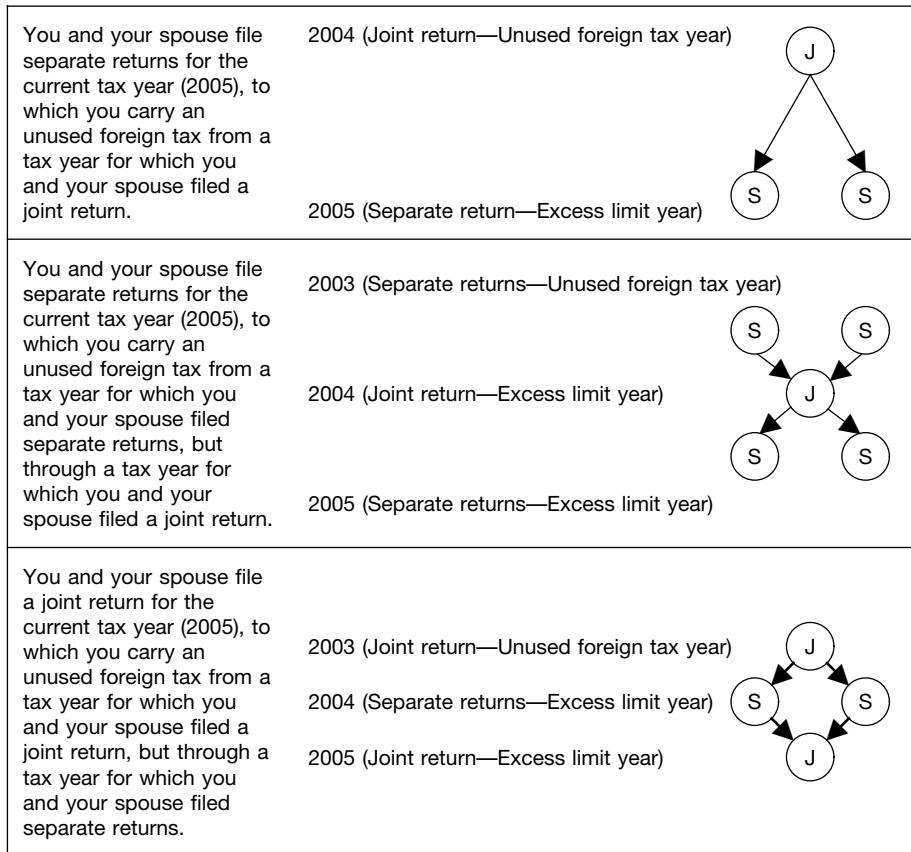 You and your spouse file
separate returns for the
current tax year (2005), to
which you carry an
unused foreign tax from a
tax year for which you
and your spouse filed a
joint return.
2004 (Joint return—Unused foreign tax year)
J
2005 (Separate return—Excess limit year)
S S
You and your spouse file
separate returns for the
current tax year (2005), to
which you carry an
unused foreign tax from a
tax year for which you
and your spouse filed
separate returns, but
through a tax year for
which you and your
spouse filed a joint return.
2003 (Separate returns—Unused foreign tax year)
S S
2004 (Joint return—Excess limit year)
J
S S
2005 (Separate returns—Excess limit year)
You and your spouse file
a joint return for the
current tax year (2005), to
which you carry an
unused foreign tax from a
tax year for which you
and your spouse filed a
joint return, but through a
tax year for which you
and your spouse filed
separate returns.
2003 (Joint return—Unused foreign tax year)
J
2004 (Separate returns—Excess limit year)
S S
2005 (Joint return—Excess limit year)
J